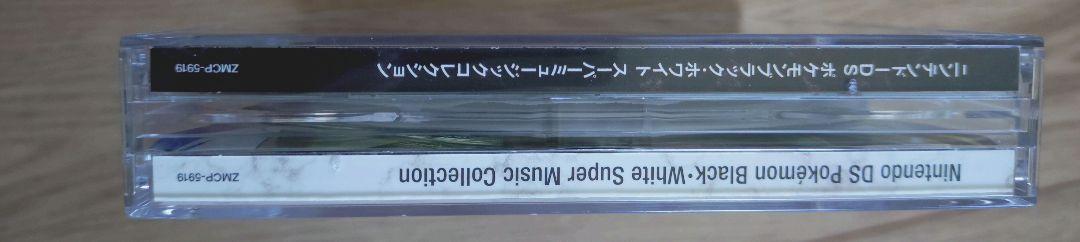 Nintendo DS Pokémon Black・White Super Music Collection
ZMCP-5919
ニンテンドーDS ポケモンブラック・ホワイト スーパーミュージックコレクション
ZMCP-5919